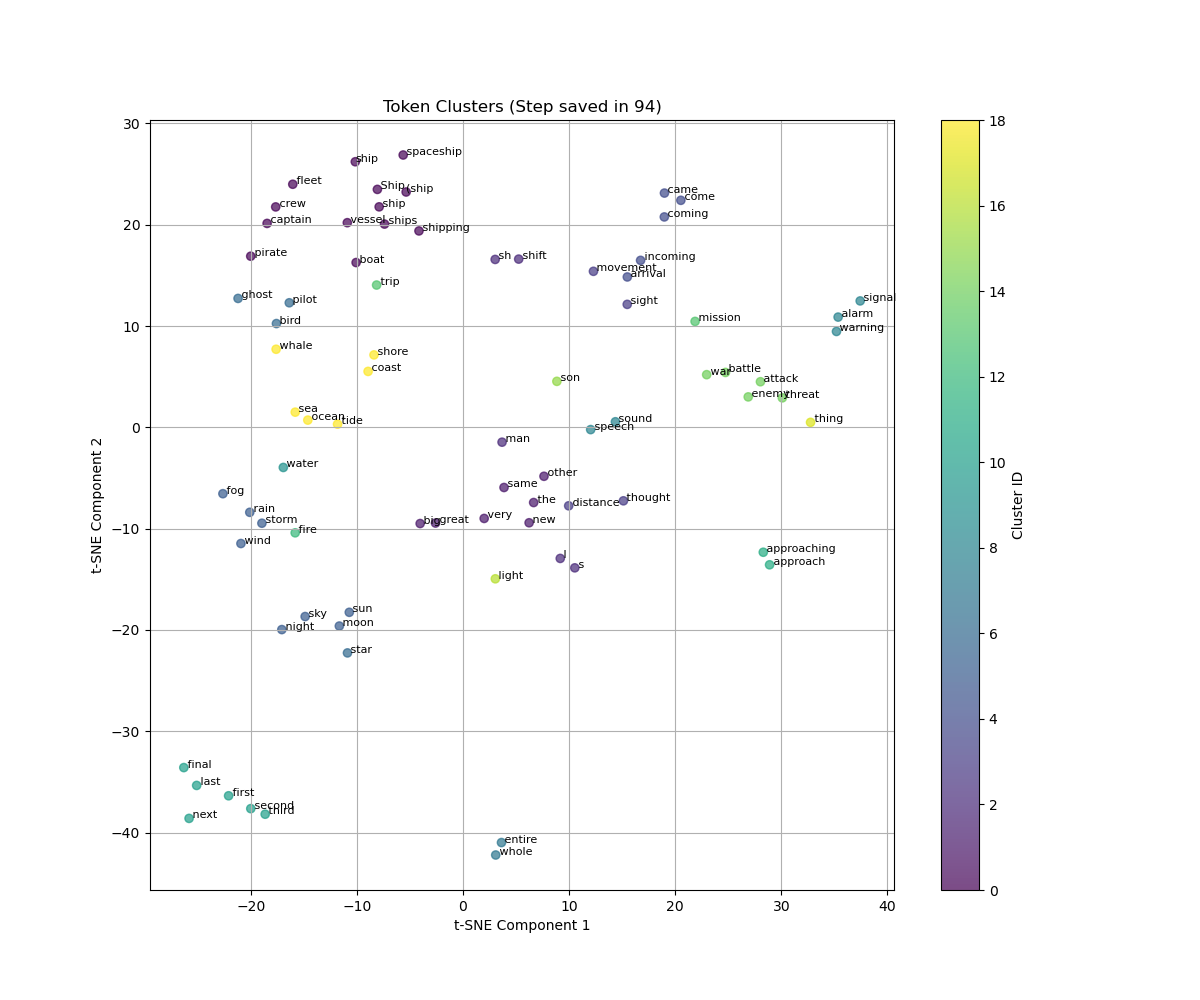 Token Clusters (Step saved in 94)
30
20
10
0
−10
−20
−30
−40
t-SNE Component 2
ship
spaceship
fleet
Ship
ship
crew
ship
captain
vessel
ships
shipping
pirate
boat
trip
ghost
pilot
bird
whale
shore
coast
sea
ocean
tide
water
fog
rain
storm
fire
wind
sky
sun
night
moon
star
final
last
first
next
second
third
entire
whole
came
come
coming
sh
shift
movement
incoming
arrival
sight
mission
signal
alarm
warning
war
battle
attack
enemy
threat
thing
son
sound
speech
man
other
same
the
distance
thought
big
great
very
new
s
light
approaching
approach
−20
−10
0
10
20
30
40
t-SNE Component 1
18
16
14
12
10
8
6
4
2
0
Cluster ID